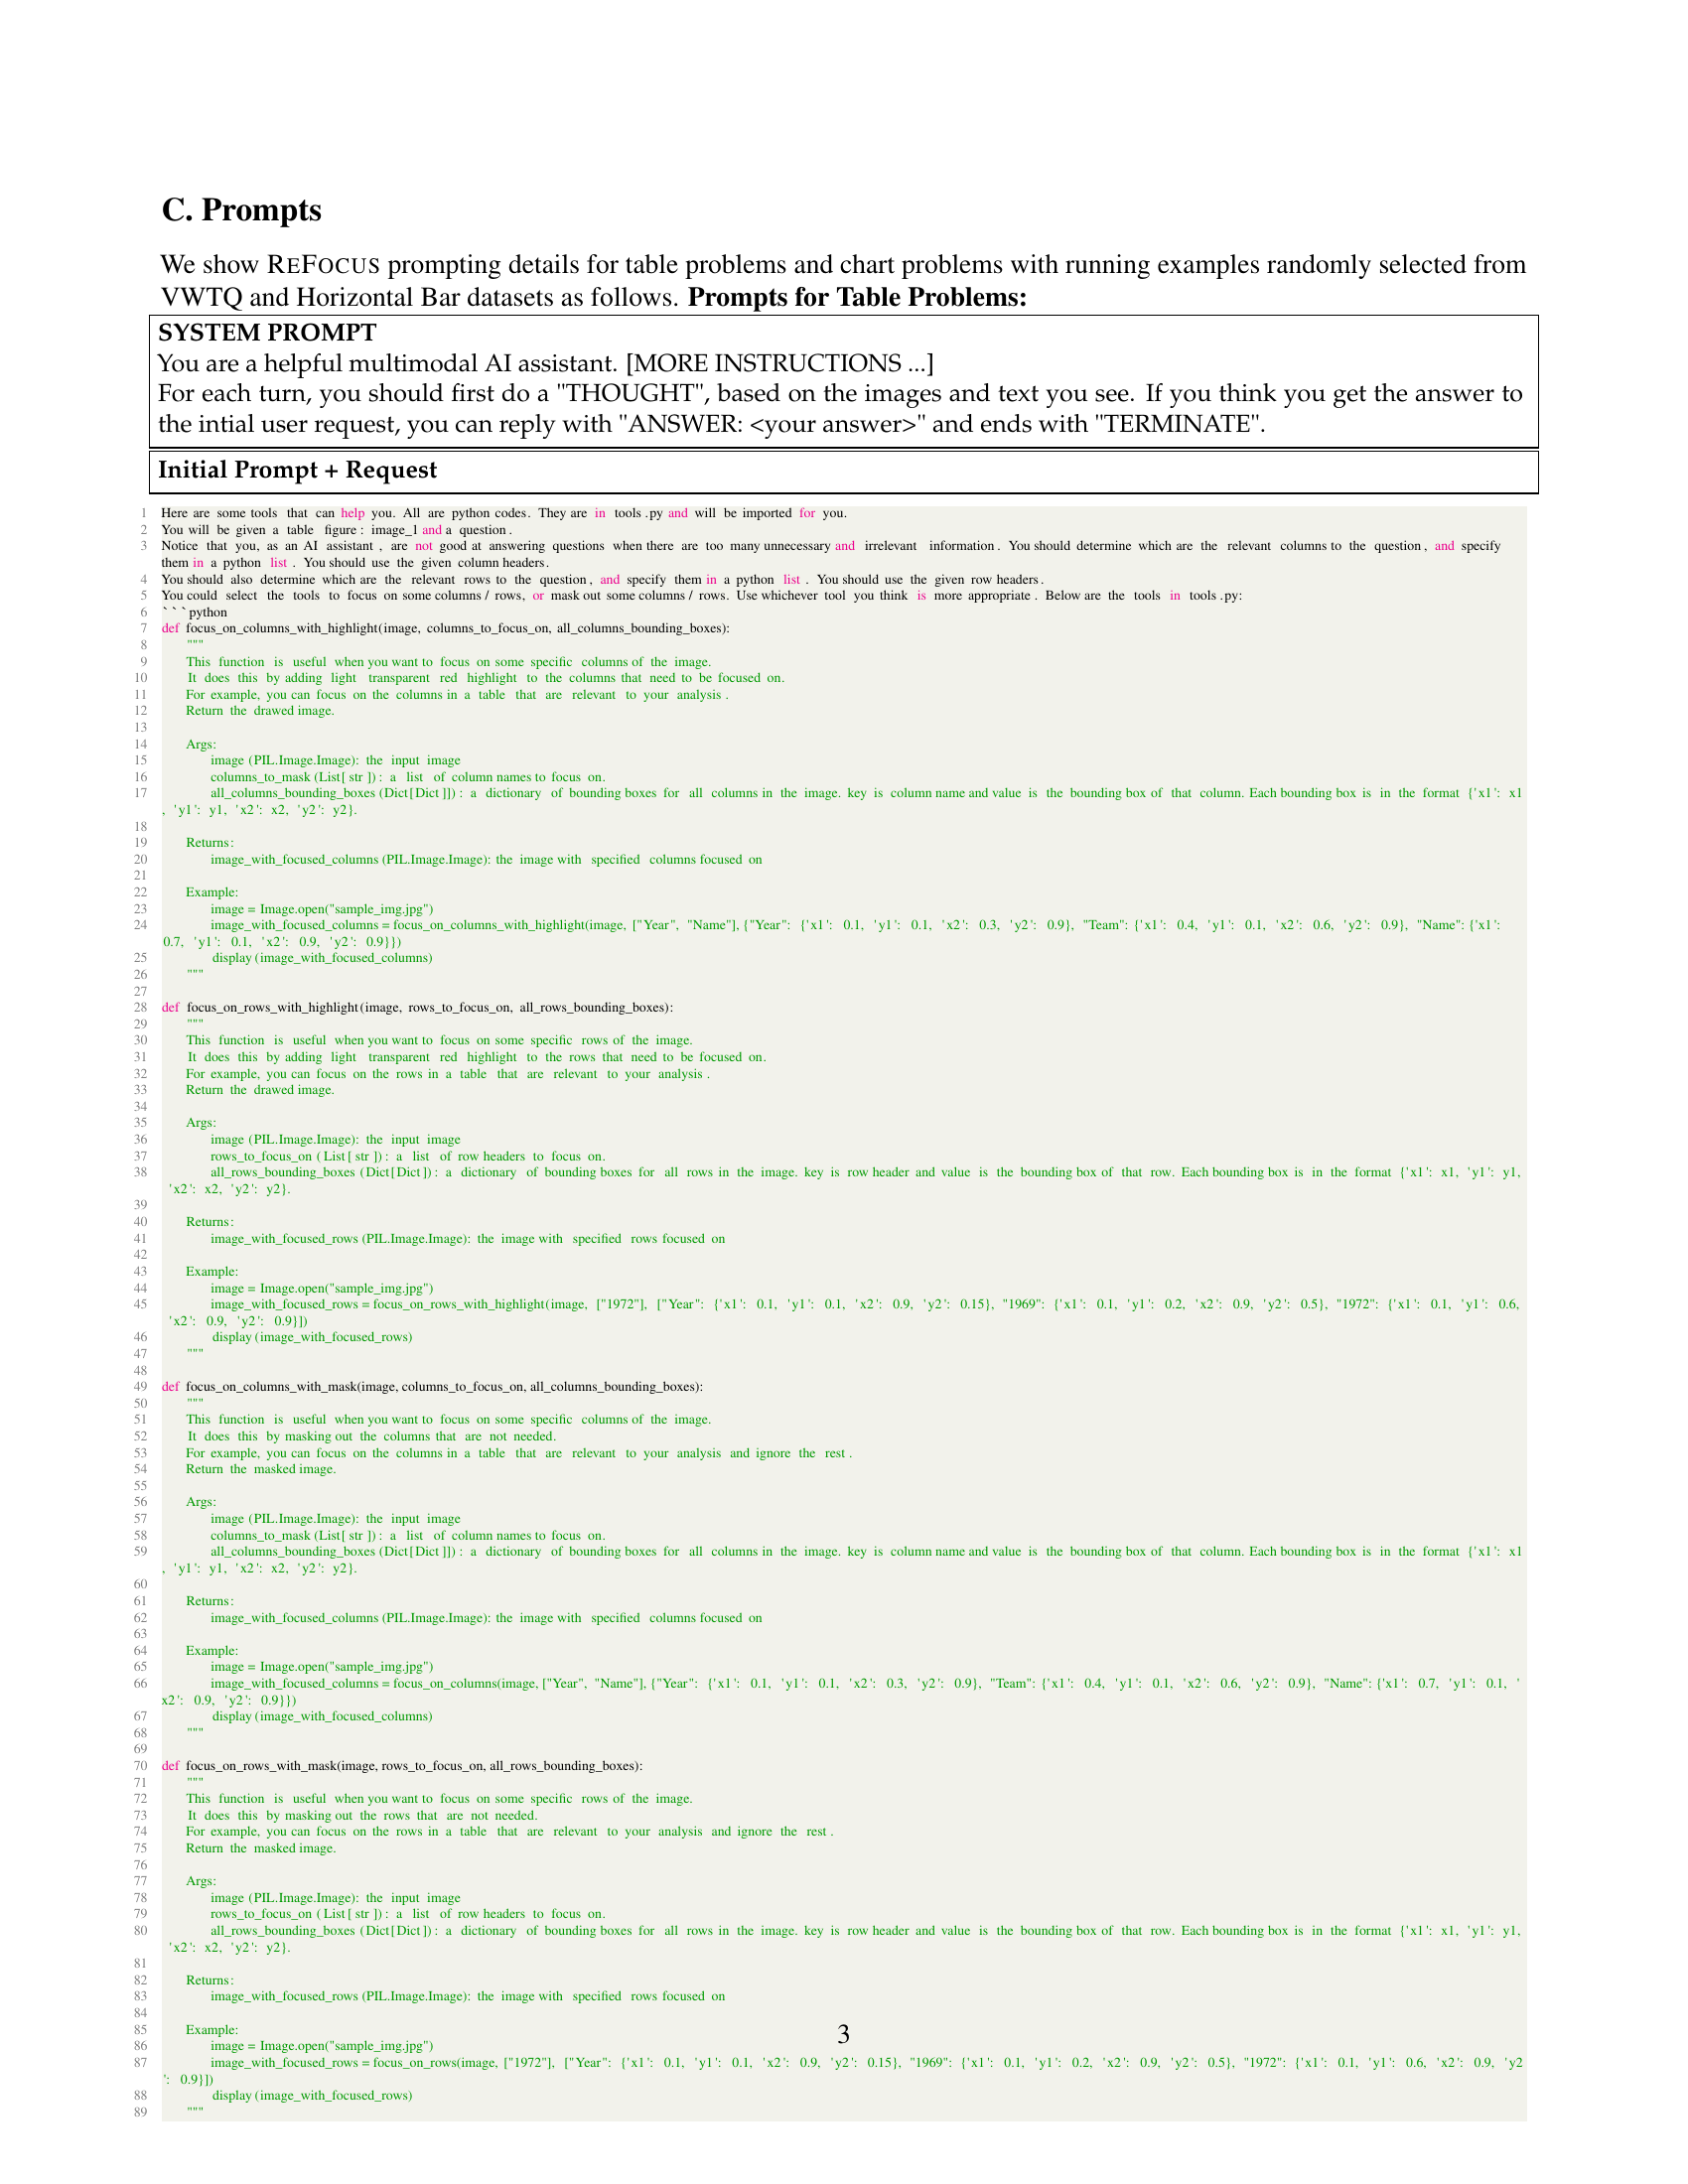 C. Prompts
We show REFOCUS prompting details for table problems and chart problems with running examples randomly selected from
VWTQ and Horizontal Bar datasets as follows. Prompts for Table Problems:
SYSTEM PROMPT
You are a helpful multimodal AI assistant. [MORE INSTRUCTIONS ...]
For each turn, you should first do a "THOUGHT", based on the images and text you see. If you think you get the answer to
the intial user request, you can reply with "ANSWER: <your answer>" and ends with "TERMINATE".
Initial Prompt + Request
1 Here are some tools that can help you. All are python codes. They are in tools.py and will be imported for you.
2 You will be given a table figure: image_1 and a question.
3 Notice that you, as an AI assistant, are not good at answering questions when there are too many unnecessary and irrelevant information. You should determine which are the relevant columns to the question, and specify
them in a python list. You should use the given column headers.
4 You should also determine which are the relevant rows to the question, and specify them in a python list. You should use the given row headers.
5 You could select the tools to focus on some columns / rows, or mask out some columns / rows. Use whichever tool you think is more appropriate. Below are the tools in tools.py:
6 ```python
7 def focus_on_columns_with_highlight(image, columns_to_focus_on, all_columns_bounding_boxes):
8 """
9 This function is useful when you want to focus on some specific columns of the image.
10 It does this by adding light transparent red highlight to the columns that need to be focused on.
11 For example, you can focus on the columns in a table that are relevant to your analysis.
12 Return the drawed image.
13
14 Args:
15 image (PIL.Image.Image): the input image
16 columns_to_mask (List[str]): a list of column names to focus on.
17 all_columns_bounding_boxes (Dict[Dict]]): a dictionary of bounding boxes for all columns in the image. key is column name and value is the bounding box of that column. Each bounding box is in the format {'x1': x1
, 'y1': y1, 'x2': x2, 'y2': y2}.
18
19 Returns:
20 image_with_focused_columns (PIL.Image.Image): the image with specified columns focused on
21
22 Example:
23 image = Image.open("sample_img.jpg")
24 image_with_focused_columns = focus_on_columns_with_highlight(image, ["Year", "Name"], {"Year": {'x1': 0.1, 'y1': 0.1, 'x2': 0.3, 'y2': 0.9}, "Team": {'x1': 0.4, 'y1': 0.1, 'x2': 0.6, 'y2': 0.9}, "Name": {'x1':
0.7, 'y1': 0.1, 'x2': 0.9, 'y2': 0.9}})
25 display(image_with_focused_columns)
26 """
27
28 def focus_on_rows_with_highlight(image, rows_to_focus_on, all_rows_bounding_boxes):
29 """
30 This function is useful when you want to focus on some specific rows of the image.
31 It does this by adding light transparent red highlight to the rows that need to be focused on.
32 For example, you can focus on the rows in a table that are relevant to your analysis.
33 Return the drawed image.
34
35 Args:
36 image (PIL.Image.Image): the input image
37 rows_to_focus_on (List[str]): a list of row headers to focus on.
38 all_rows_bounding_boxes (Dict[Dict]): a dictionary of bounding boxes for all rows in the image. key is row header and value is the bounding box of that row. Each bounding box is in the format {'x1': x1, 'y1': y1,
'x2': x2, 'y2': y2}.
39
40 Returns:
41 image_with_focused_rows (PIL.Image.Image): the image with specified rows focused on
42
43 Example:
44 image = Image.open("sample_img.jpg")
45 image_with_focused_rows = focus_on_rows_with_highlight(image, ["1972"], ["Year": {'x1': 0.1, 'y1': 0.1, 'x2': 0.9, 'y2': 0.15}, "1969": {'x1': 0.1, 'y1': 0.2, 'x2': 0.9, 'y2': 0.5}, "1972": {'x1': 0.1, 'y1': 0.6,
'x2': 0.9, 'y2': 0.9}])
46 display(image_with_focused_rows)
47 """
48
49 def focus_on_columns_with_mask(image, columns_to_focus_on, all_columns_bounding_boxes):
50 """
51 This function is useful when you want to focus on some specific columns of the image.
52 It does this by masking out the columns that are not needed.
53 For example, you can focus on the columns in a table that are relevant to your analysis and ignore the rest.
54 Return the masked image.
55
56 Args:
57 image (PIL.Image.Image): the input image
58 columns_to_mask (List[str]): a list of column names to focus on.
59 all_columns_bounding_boxes (Dict[Dict]]): a dictionary of bounding boxes for all columns in the image. key is column name and value is the bounding box of that column. Each bounding box is in the format {'x1': x1
, 'y1': y1, 'x2': x2, 'y2': y2}.
60
61 Returns:
62 image_with_focused_columns (PIL.Image.Image): the image with specified columns focused on
63
64 Example:
65 image = Image.open("sample_img.jpg")
66 image_with_focused_columns = focus_on_columns(image, ["Year", "Name"], {"Year": {'x1': 0.1, 'y1': 0.1, 'x2': 0.3, 'y2': 0.9}, "Team": {'x1': 0.4, 'y1': 0.1, 'x2': 0.6, 'y2': 0.9}, "Name": {'x1': 0.7, 'y1': 0.1, '
x2': 0.9, 'y2': 0.9}})
67 display(image_with_focused_columns)
68 """
69
70 def focus_on_rows_with_mask(image, rows_to_focus_on, all_rows_bounding_boxes):
71 """
72 This function is useful when you want to focus on some specific rows of the image.
73 It does this by masking out the rows that are not needed.
74 For example, you can focus on the rows in a table that are relevant to your analysis and ignore the rest.
75 Return the masked image.
76
77 Args:
78 image (PIL.Image.Image): the input image
79 rows_to_focus_on (List[str]): a list of row headers to focus on.
80 all_rows_bounding_boxes (Dict[Dict]): a dictionary of bounding boxes for all rows in the image. key is row header and value is the bounding box of that row. Each bounding box is in the format {'x1': x1, 'y1': y1,
'x2': x2, 'y2': y2}.
81
82 Returns:
83 image_with_focused_rows (PIL.Image.Image): the image with specified rows focused on
84
85 Example:
3
86 image = Image.open("sample_img.jpg")
87 image_with_focused_rows = focus_on_rows(image, ["1972"], ["Year": {'x1': 0.1, 'y1': 0.1, 'x2': 0.9, 'y2': 0.15}, "1969": {'x1': 0.1, 'y1': 0.2, 'x2': 0.9, 'y2': 0.5}, "1972": {'x1': 0.1, 'y1': 0.6, 'x2': 0.9, 'y2
': 0.9}])
88 display(image_with_focused_rows)
89 """